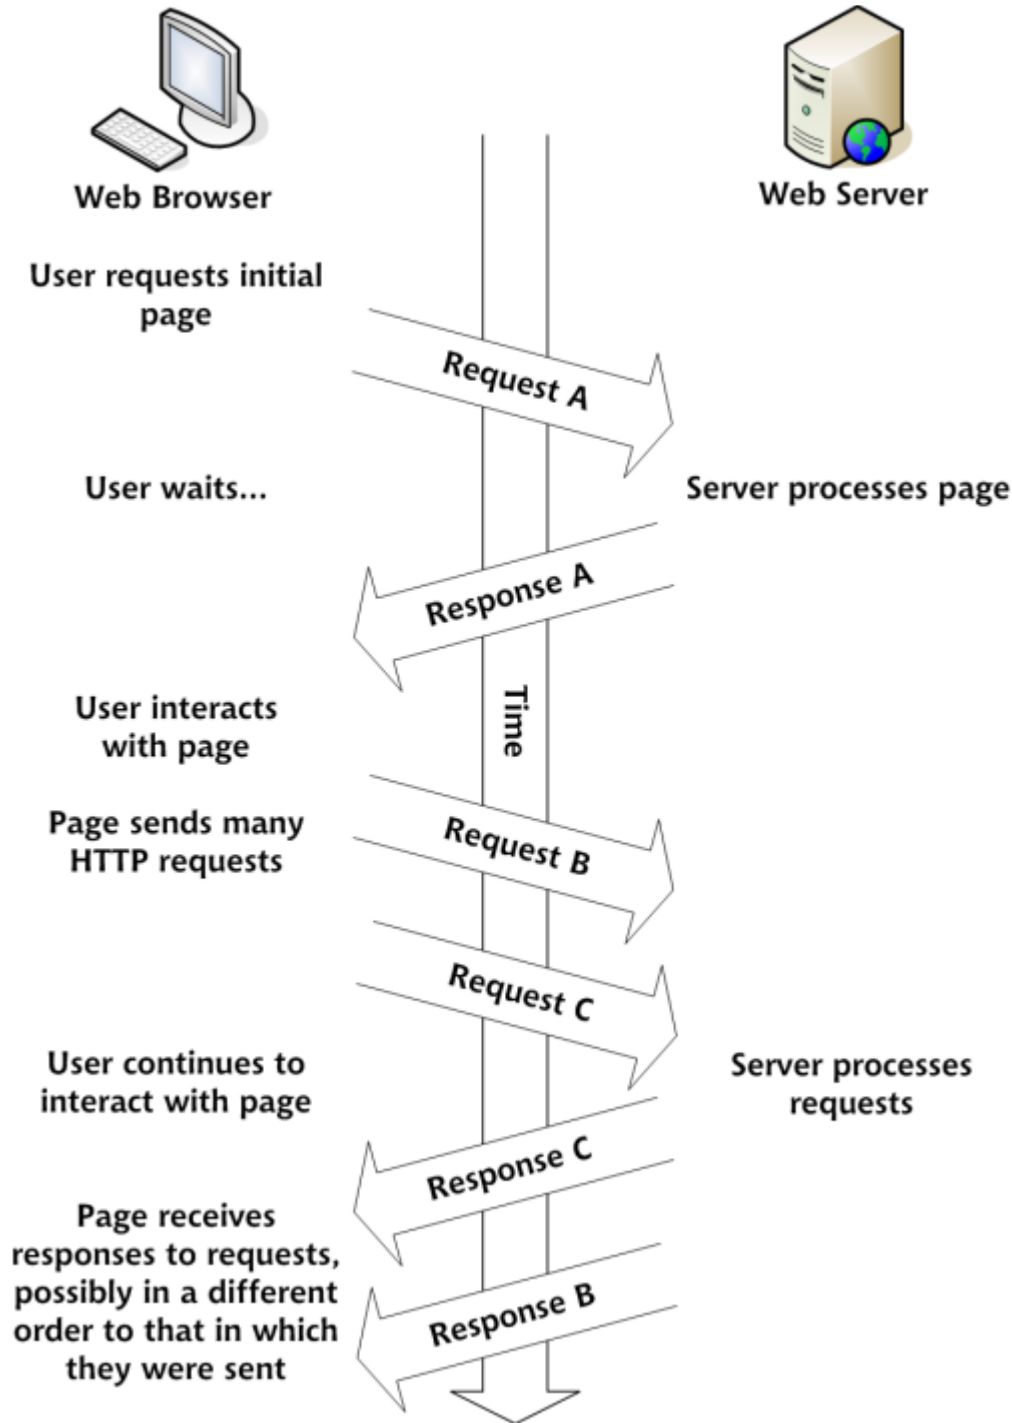 Web Browser
Web Server
User requests initial
page
Request A
User waits...
Server processes page
Response A
Time
User interacts
with page
Page sends many
HTTP requests
Request B
Request C
User continues to
interact with page
Server processes
requests
Response C
Page receives
responses to requests,
possibly in a different
order to that in which
they were sent
Response B